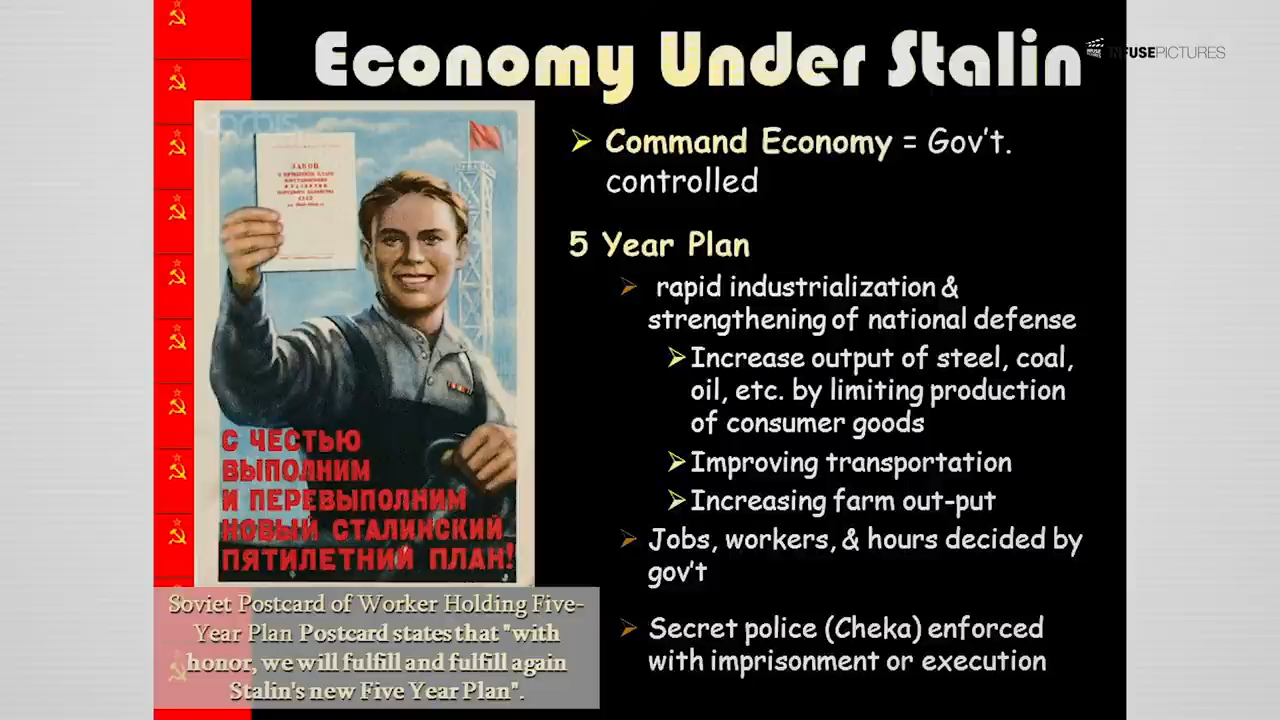 Economy Under Stalin
FUSEPICTURES
corbis
ЗАКОН
СССР
С ЧЕСТЬЮ
ВЫПОЛНИМ
И ПЕРЕВЫПОЛНИМ
НОВЫЙ СТАЛИНСКИЙ
ПЯТИЛЕТНИЙ ПЛАН!
Soviet Postcard of Worker Holding Five-
Year Plan Postcard states that "with
honor, we will fulfill and fulfill again
Stalin's new Five Year Plan".
Command Economy = Gov't.
controlled
5 Year Plan
rapid industrialization &
strengthening of national defense
Increase output of steel, coal,
oil, etc. by limiting production
of consumer goods
Improving transportation
Increasing farm out-put
Jobs, workers, & hours decided by
gov't
Secret police (Cheka) enforced
with imprisonment or execution